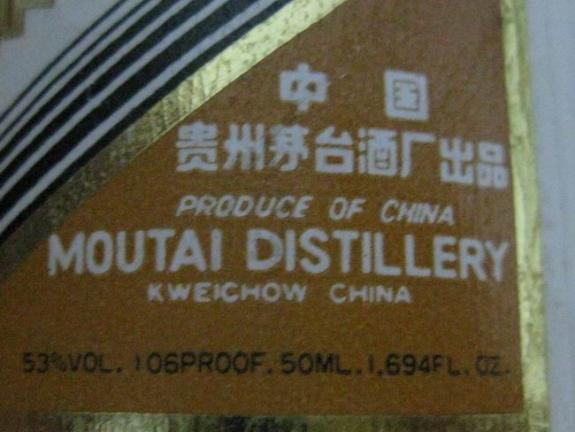 中国
贵州茅台酒厂出品
PRODUCE OF CHINA
MOUTAI DISTILLERY
KWEICHOW CHINA
53%VOL. 106PROOF. 50ML. 1.694FL. OZ.